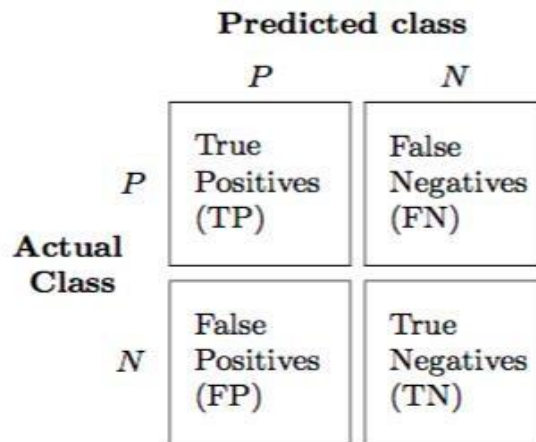 Predicted class
P N
P
True
Positives
(TP)
False
Negatives
(FN)
Actual
Class
N
False
Positives
(FP)
True
Negatives
(TN)